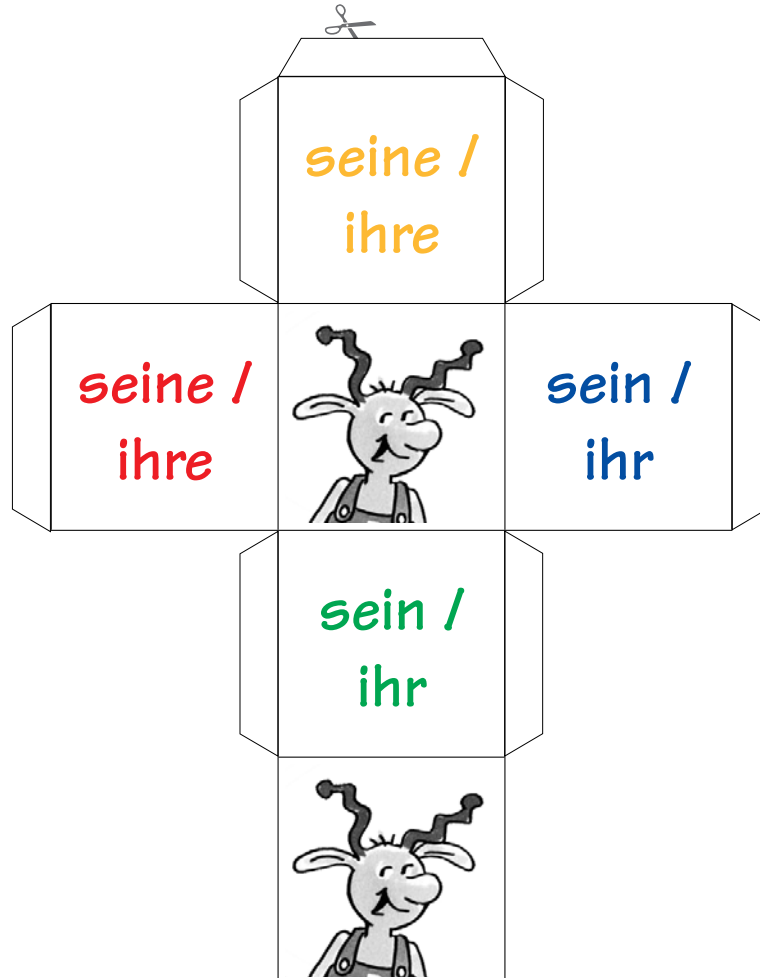 seine /
ihre
seine /
ihre
sein /
ihr
sein /
ihr